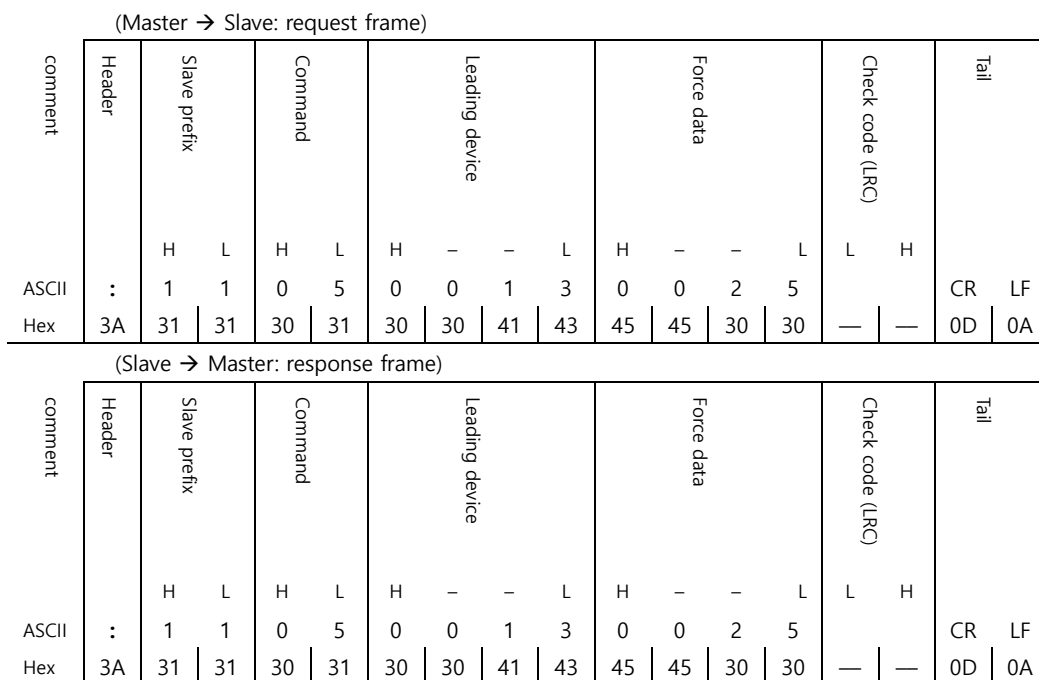 (Master → Slave: request frame)
comment Header Slave prefix Command Leading device Force data Check code (LRC) Tail
H L H L H – – L H – – L L H
ASCII : 1 1 0 5 0 0 1 3 0 0 2 5 CR LF
Hex 3A 31 31 30 31 30 30 41 43 45 45 30 30 — — 0D 0A
(Slave → Master: response frame)
comment Header Slave prefix Command Leading device Force data Check code (LRC) Tail
H L H L H – – L H – – L L H
ASCII : 1 1 0 5 0 0 1 3 0 0 2 5 CR LF
Hex 3A 31 31 30 31 30 30 41 43 45 45 30 30 — — 0D 0A